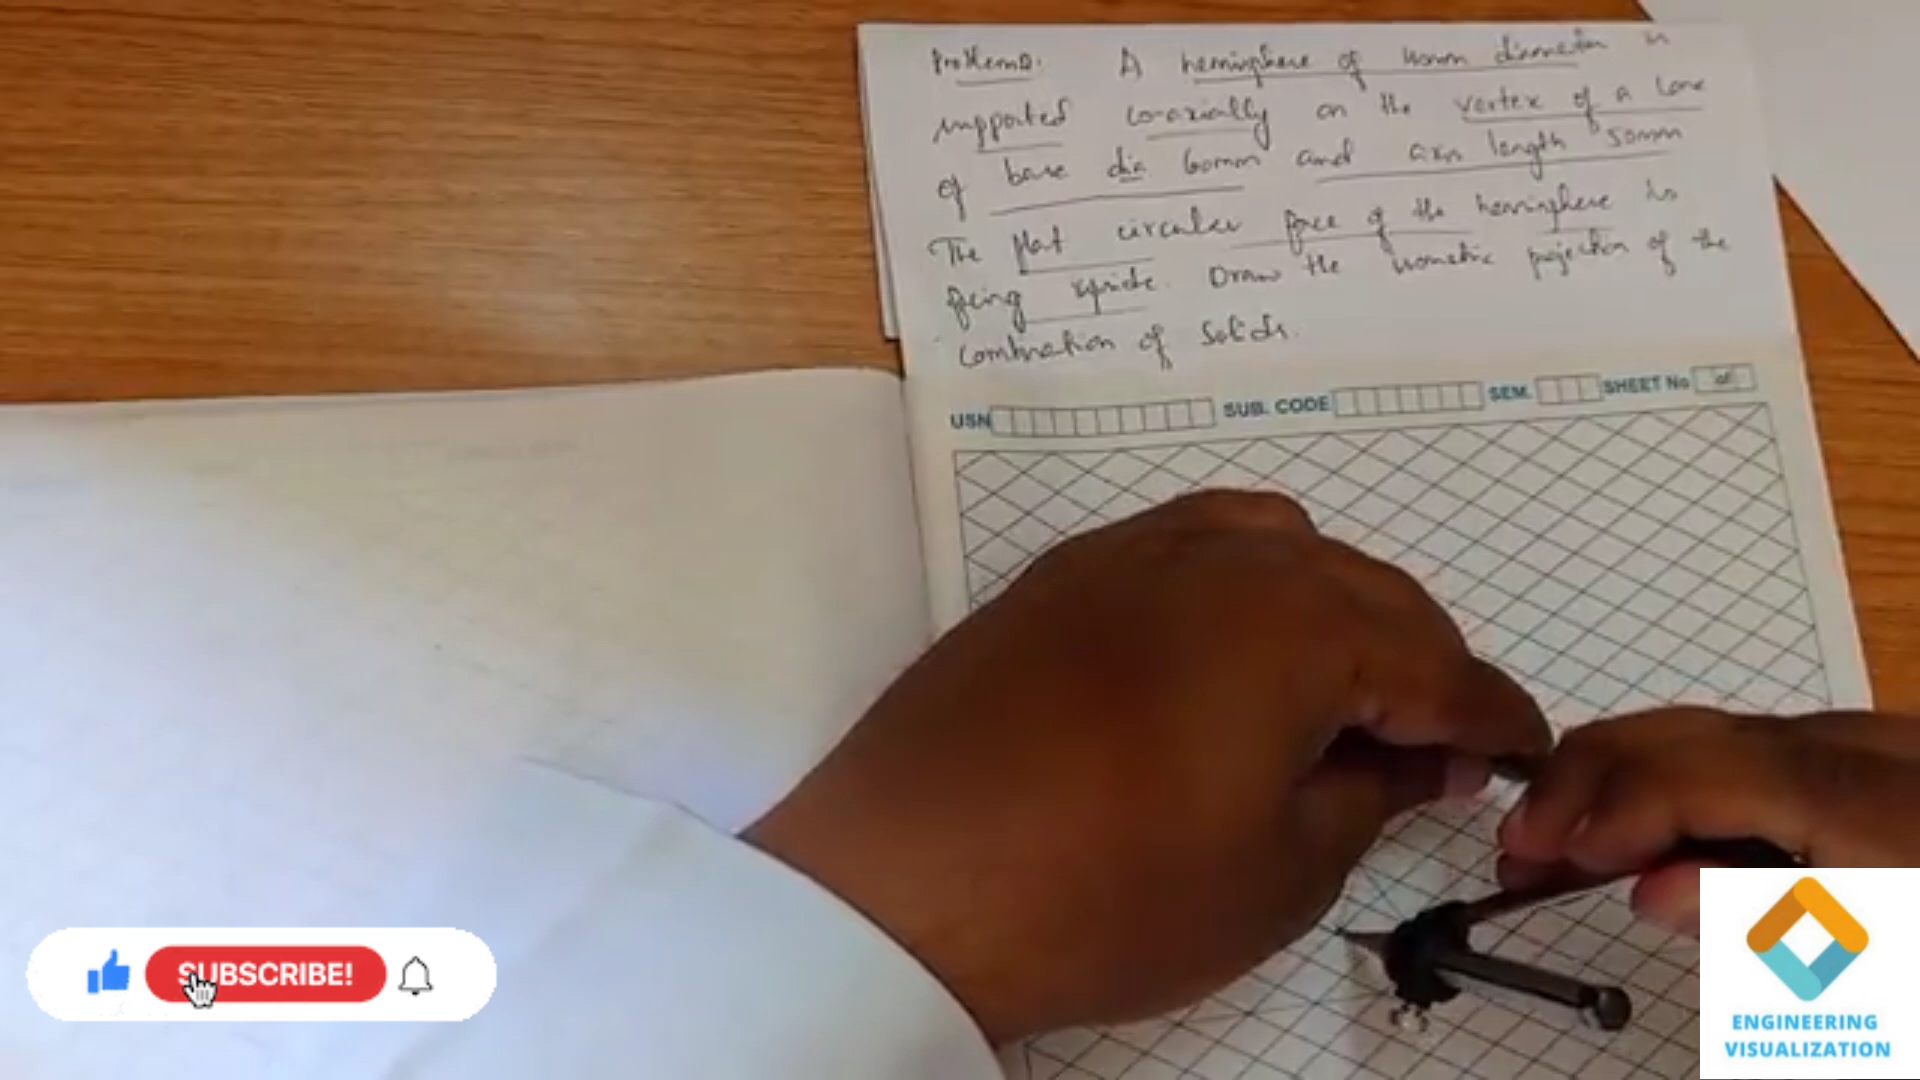 Problem 2. A hemisphere of 40mm diameter is
supported co-axially on the vertex of a cone
of base dia 60mm and axis length 50mm
The flat circular face of the hemisphere is
facing upside. Draw the isometric projection of the
Combination of Solids.
USN SUB. CODE SEM. SHEET No
SUBSCRIBE!
ENGINEERING
VISUALIZATION